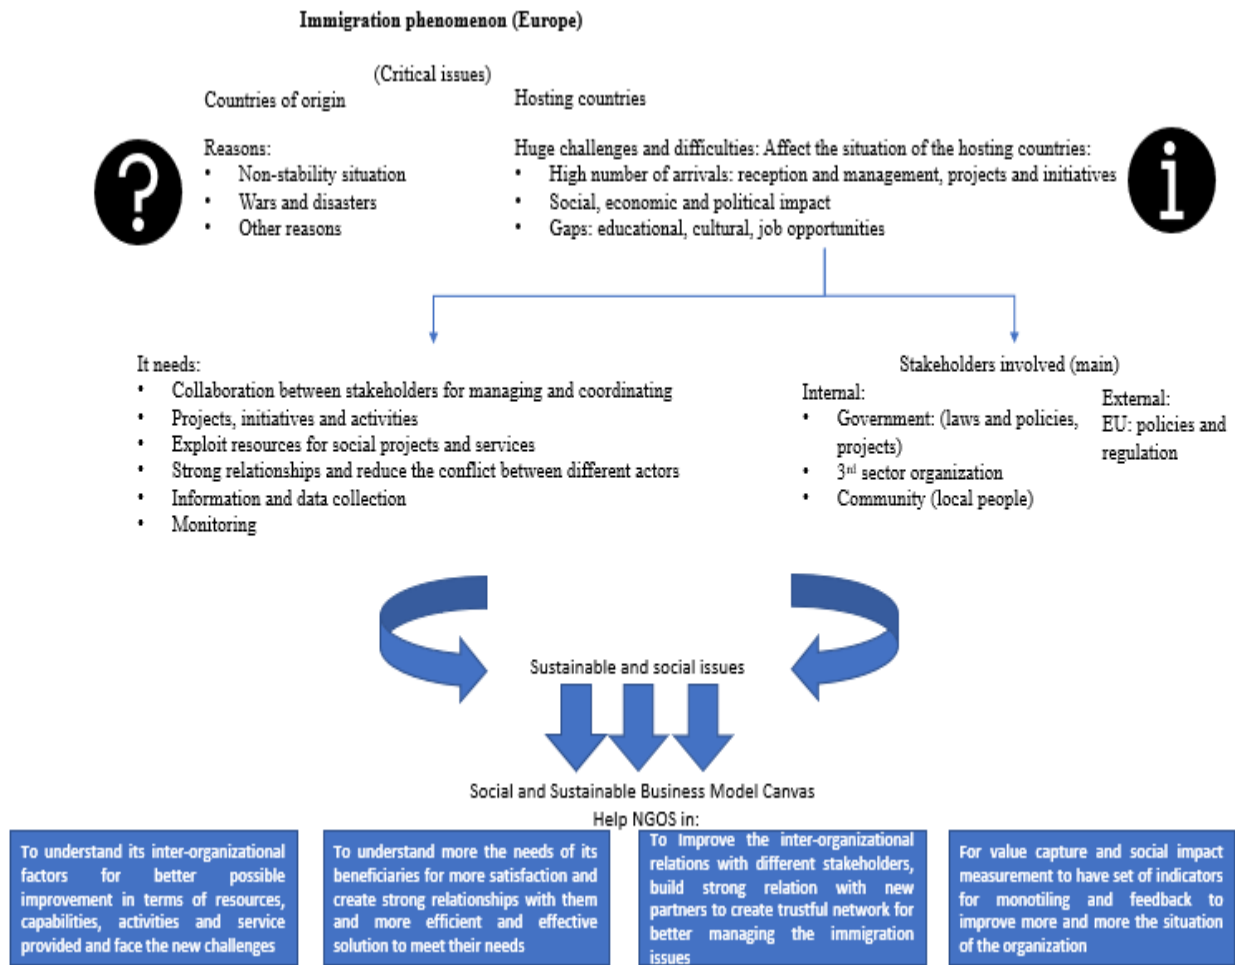 Immigration phenomenon (Europe)
(Critical issues)
Countries of origin
Hosting countries
Reasons:
• Non-stability situation
• Wars and disasters
• Other reasons
Huge challenges and difficulties: Affect the situation of the hosting countries:
• High number of arrivals: reception and management, projects and initiatives
• Social, economic and political impact
• Gaps: educational, cultural, job opportunities
It needs:
• Collaboration between stakeholders for managing and coordinating
• Projects, initiatives and activities
• Exploit resources for social projects and services
• Strong relationships and reduce the conflict between different actors
• Information and data collection
• Monitoring
Stakeholders involved (main)
Internal:
• Government: (laws and policies,
projects)
• 3rd sector organization
• Community (local people)
External:
EU: policies and
regulation
Sustainable and social issues
Social and Sustainable Business Model Canvas
Help NGOS in:
To understand its inter-organizational
factors for better possible
improvement in terms of resources,
capabilities, activities and service
provided and face the new challenges
To understand more the needs of its
beneficiaries for more satisfaction and
create strong relationships with them
and more efficient and effective
solution to meet their needs
To Improve the inter-organizational
relations with different stakeholders,
build strong relation with new
partners to create trustful network for
better managing the immigration
issues
For value capture and social impact
measurement to have set of indicators
for monotiling and feedback to
improve more and more the situation
of the organization